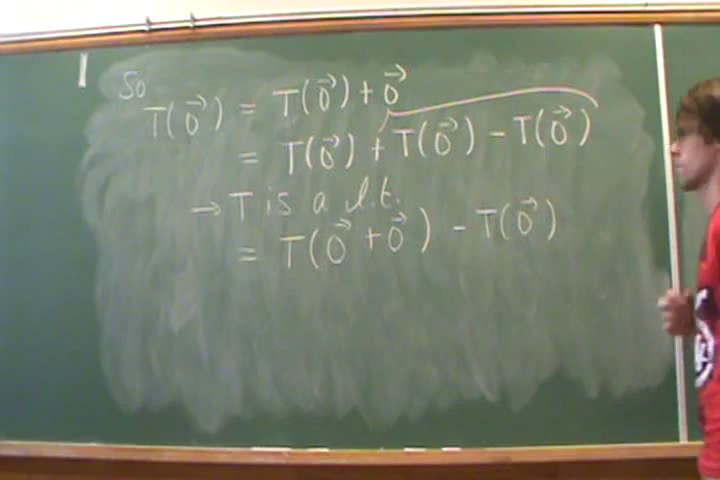 So
T(0⃗) = T(0⃗) + 0⃗
= T(0⃗) + T(0⃗) - T(0⃗)
→ T is a l.t.
= T(0⃗ + 0⃗) - T(0⃗)